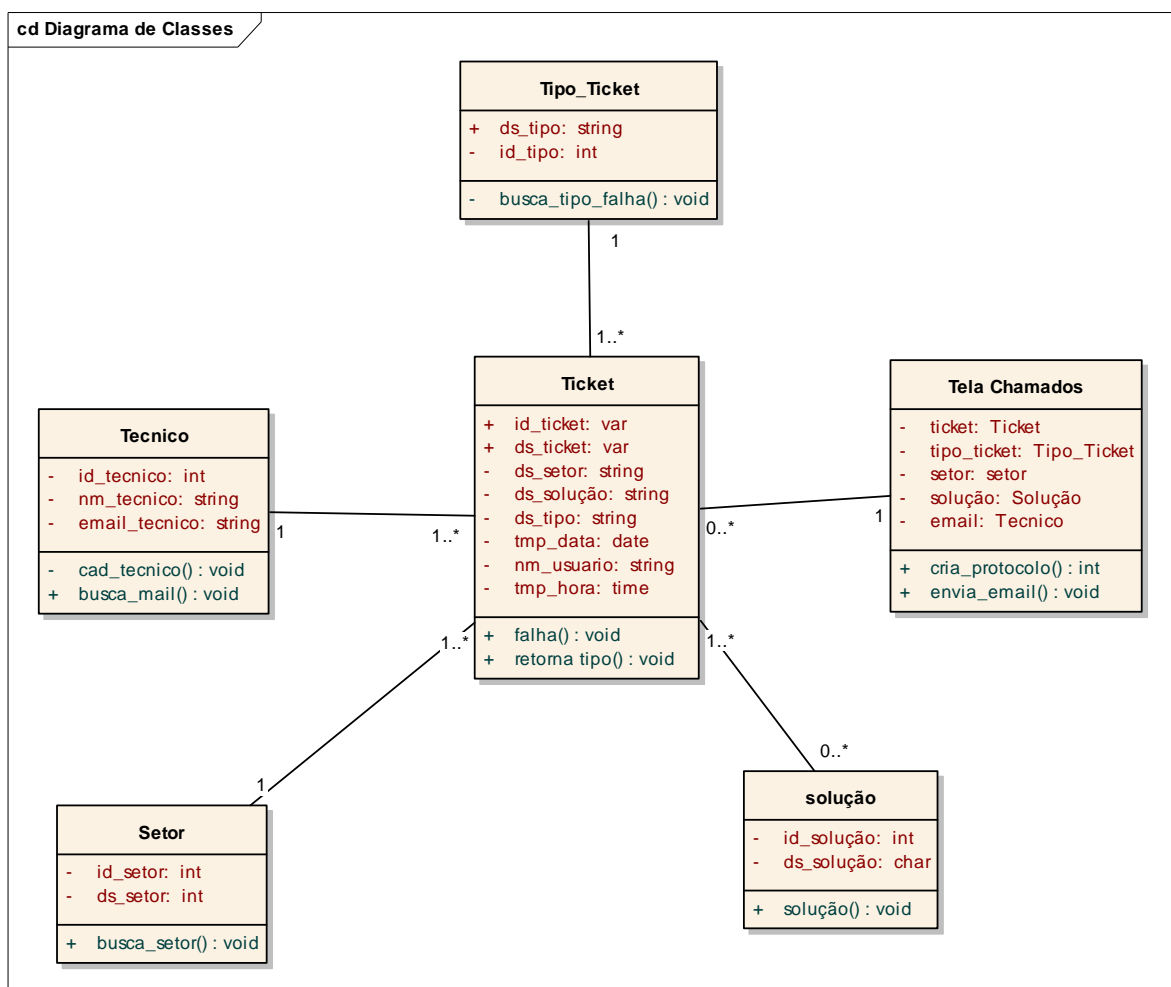 cd Diagrama de Classes
Tipo_Ticket
+ ds_tipo: string
- id_tipo: int
- busca_tipo_falha() : void
1
1..*
Ticket
+ id_ticket: var
+ ds_ticket: var
- ds_setor: string
- ds_solução: string
- ds_tipo: string
- tmp_data: date
- nm_usuario: string
- tmp_hora: time
+ falha() : void
+ retorna tipo() : void
Tela Chamados
- ticket: Ticket
- tipo_ticket: Tipo_Ticket
- setor: setor
- solução: Solução
- email: Tecnico
+ cria_protocolo() : int
+ envia_email() : void
Tecnico
- id_tecnico: int
- nm_tecnico: string
- email_tecnico: string
- cad_tecnico() : void
+ busca_mail() : void
1
1..*
0..*
1
1..*
1
1..*
0..*
Setor
- id_setor: int
- ds_setor: int
+ busca_setor() : void
solução
- id_solução: int
- ds_solução: char
+ solução() : void